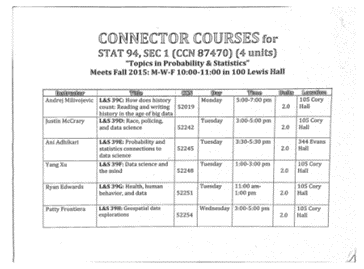 CONNECTOR COURSES for
STAT 94, SEC 1 (CCN 87470) (4 units)
"Topics in Probability & Statistics"
Meets Fall 2015: M-W-F 10:00-11:00 in 100 Lewis Hall
Instructor Title CCN Day Time Units Location
Andrej Milivojevic L&S 39C: How does history count: Reading and writing history in the age of big data 52019 Monday 5:00-7:00 pm 2.0 105 Cory Hall
Justin McCrary L&S 39D: Race, policing, and data science 52242 Tuesday 3:00-5:00 pm 2.0 105 Cory Hall
Ani Adhikari L&S 39E: Probability and statistics connections to data science 52245 Tuesday 3:30-5:30 pm 2.0 344 Evans Hall
Yang Xu L&S 39F: Data science and the mind 52248 Tuesday 1:00-3:00 pm 2.0 105 Cory Hall
Ryan Edwards L&S 39G: Health, human behavior, and data 52251 Tuesday 11:00 am-1:00 pm 2.0 105 Cory Hall
Patty Frontiera L&S 39H: Geospatial data explorations 52254 Wednesday 3:00-5:00 pm 2.0 105 Cory Hall